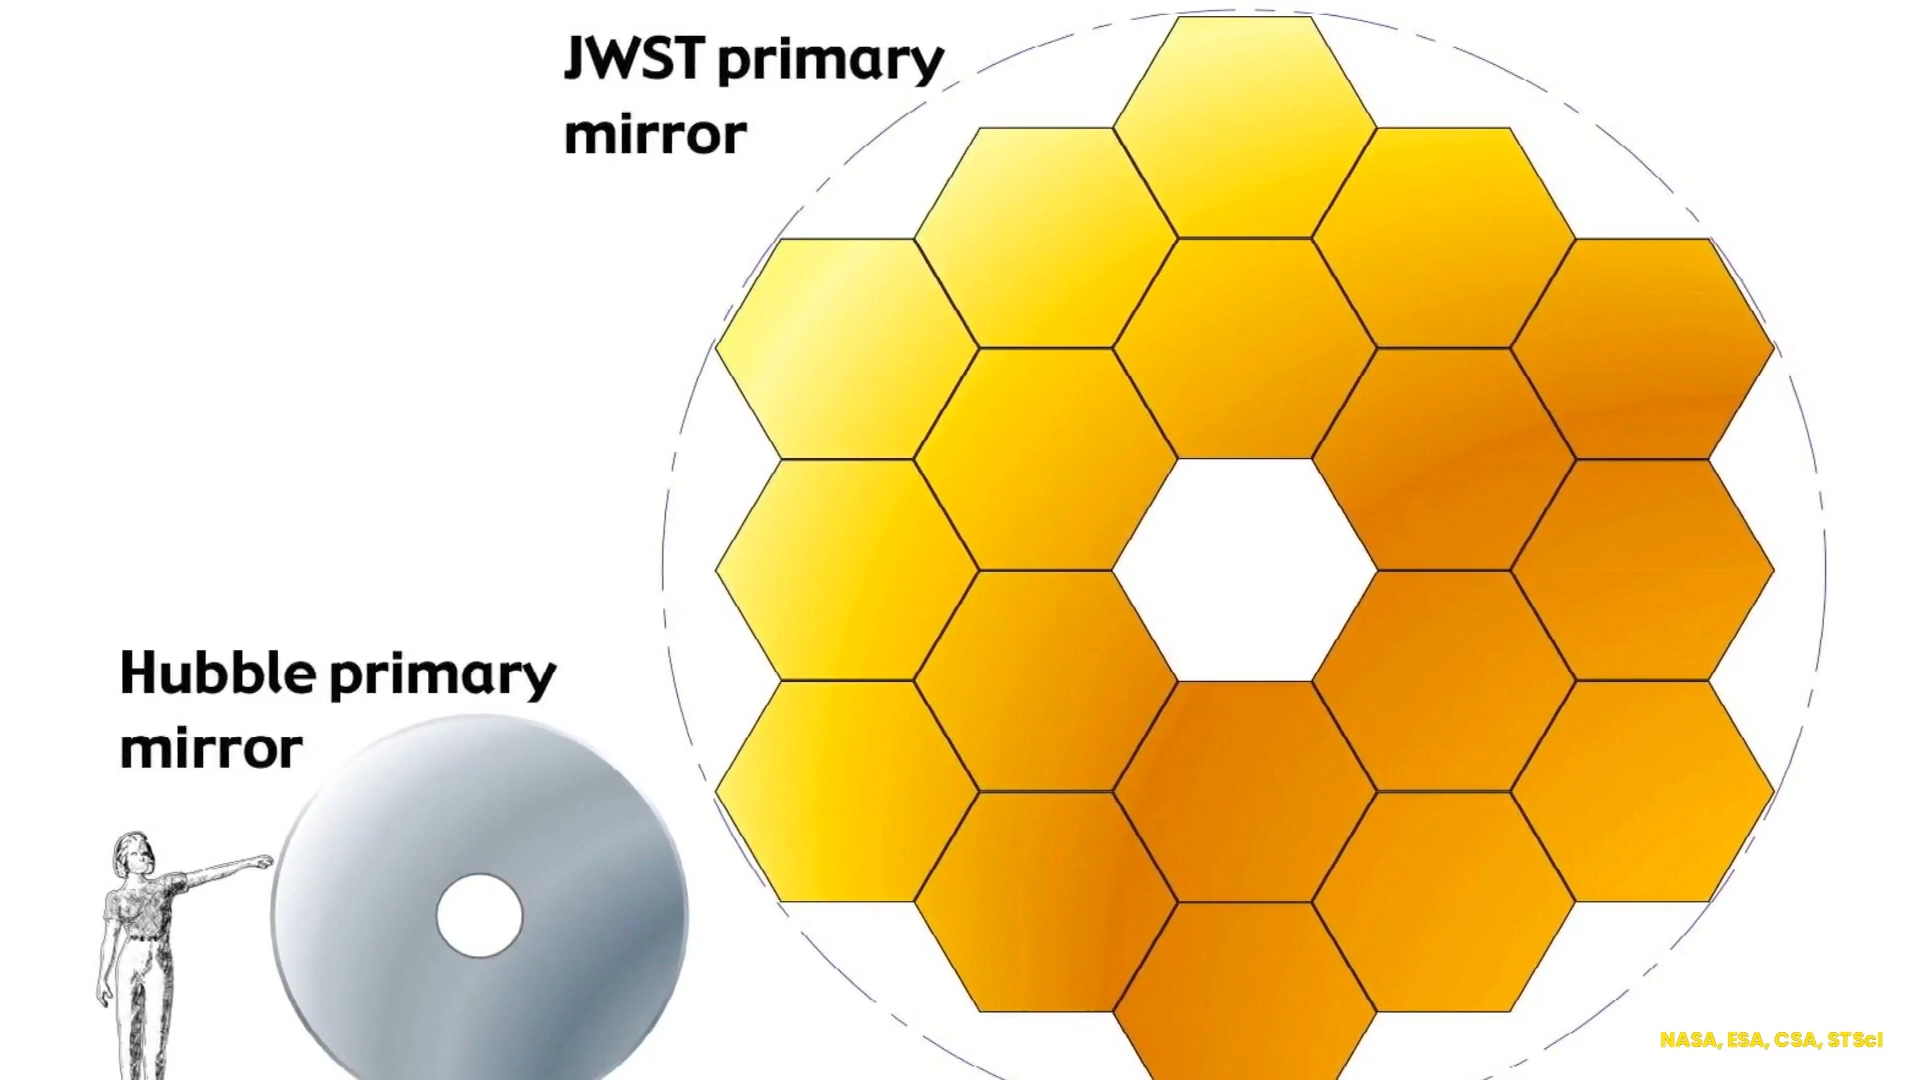 JWST primary
mirror
Hubble primary
mirror
NASA, ESA, CSA, STScI